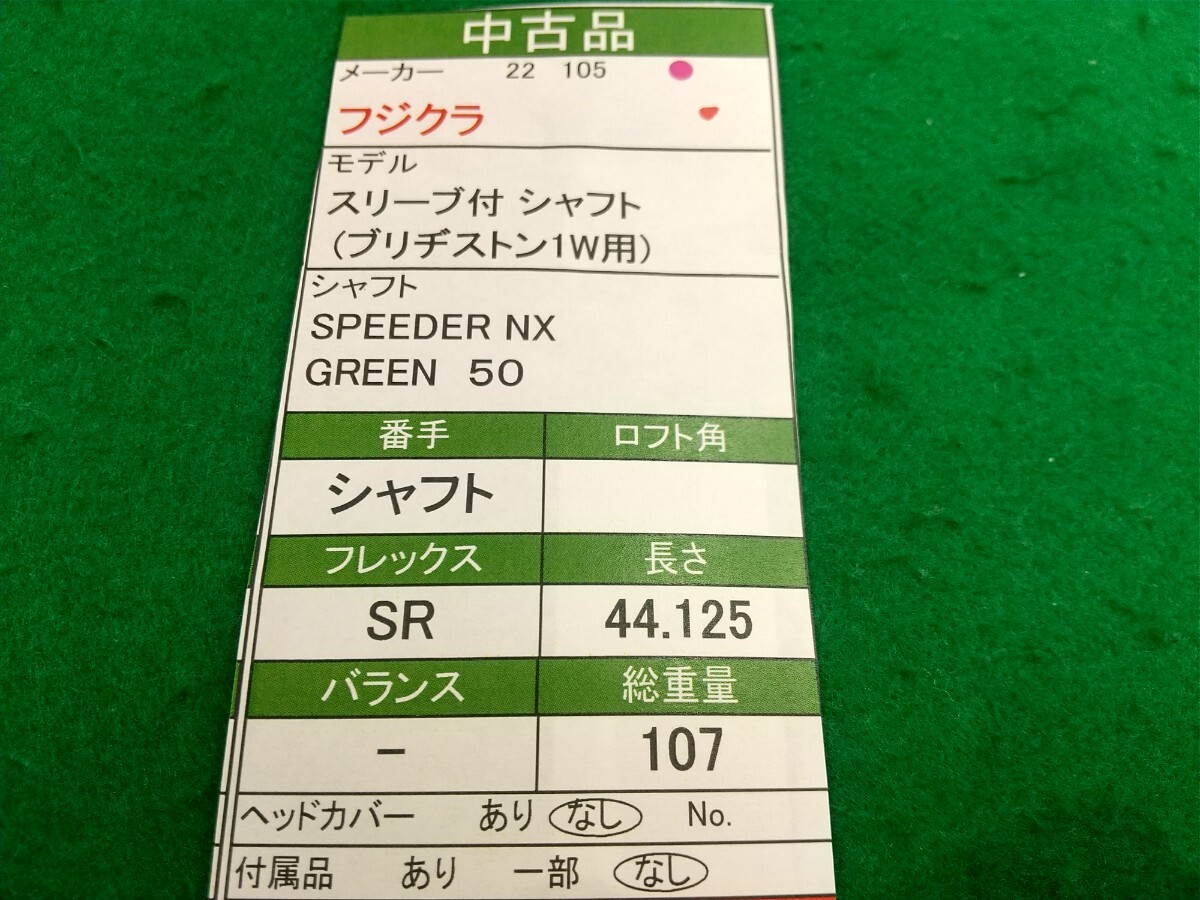 中古品
メーカー 22 105
フジクラ
モデル
スリーブ付 シャフト
（ブリヂストン1W用）
シャフト
SPEEDER NX
GREEN 50
番手 ロフト角
シャフト
フレックス 長さ
SR 44.125
バランス 総重量
- 107
ヘッドカバー あり なし No.
付属品 あり 一部 なし